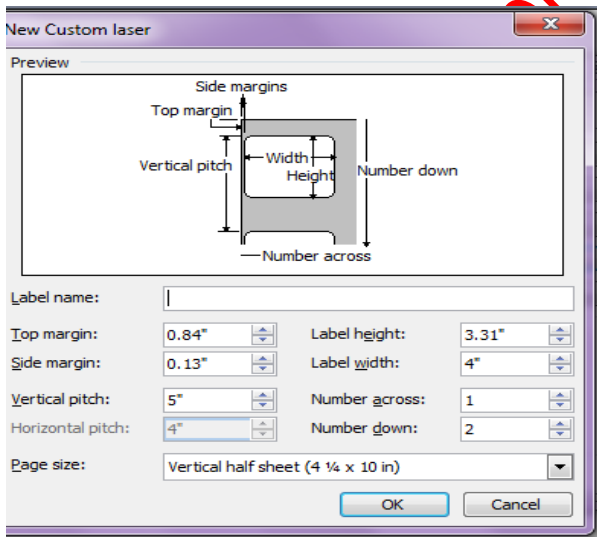 New Custom laser
Preview
Side margins
Top margin
Vertical pitch
Width
Height
Number down
Number across
Label name:
Top margin: 0.84" Label height: 3.31"
Side margin: 0.13" Label width: 4"
Vertical pitch: 5" Number across: 1
Horizontal pitch: 4" Number down: 2
Page size: Vertical half sheet (4 ¼ x 10 in)
OK Cancel